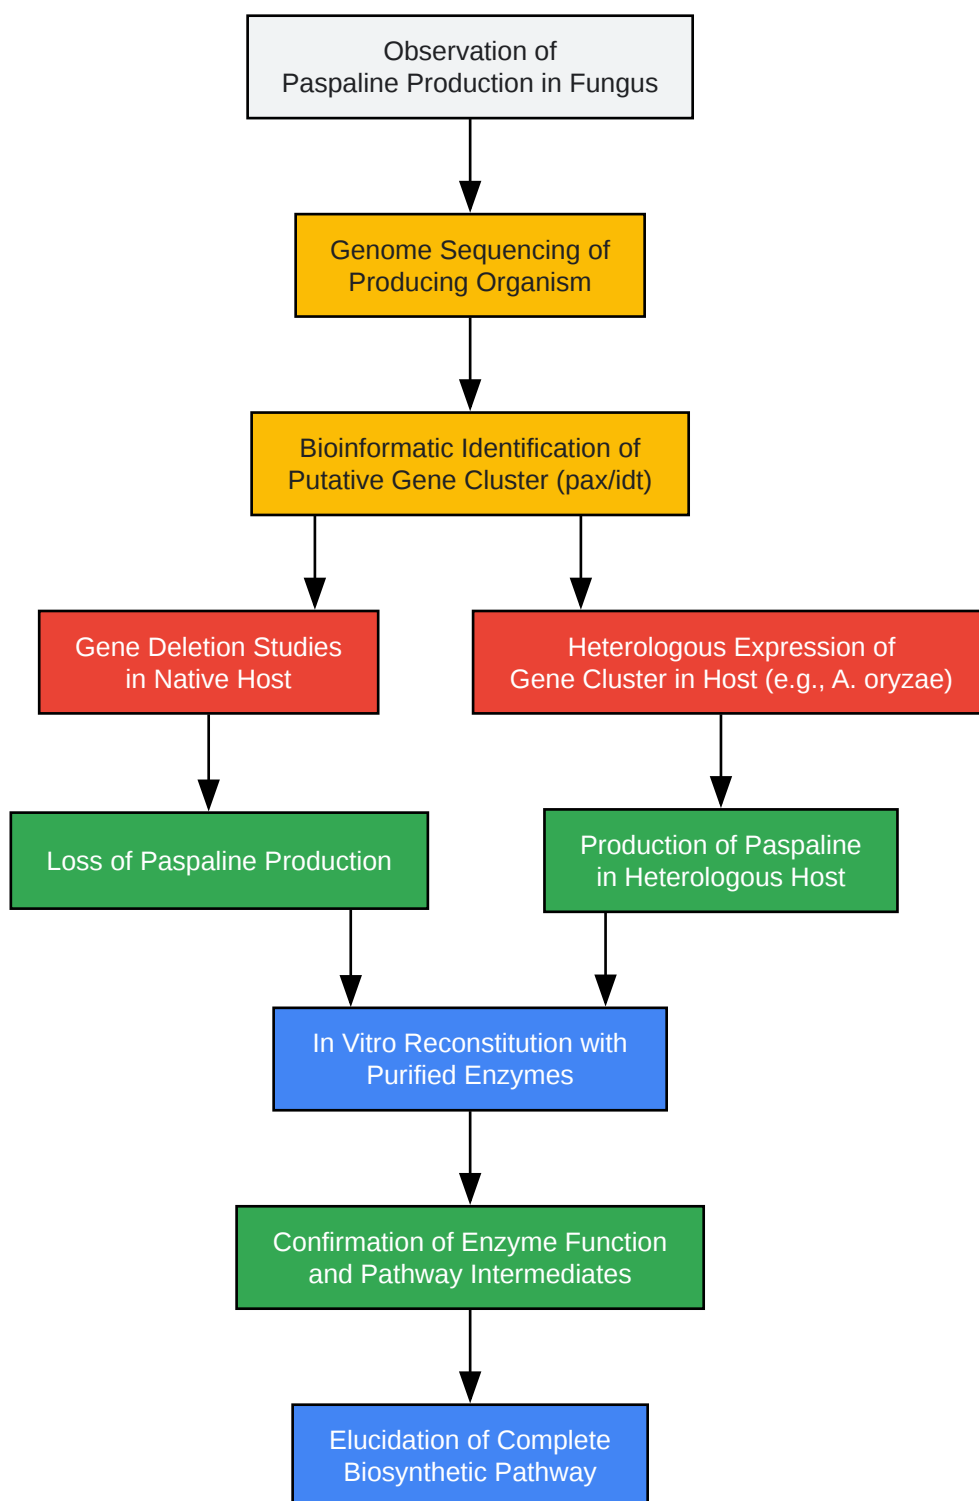 Observation of
Paspaline Production in Fungus
Genome Sequencing of
Producing Organism
Bioinformatic Identification of
Putative Gene Cluster (pax/idt)
Gene Deletion Studies
in Native Host
Heterologous Expression of
Gene Cluster in Host (e.g., A. oryzae)
Loss of Paspaline Production
Production of Paspaline
in Heterologous Host
In Vitro Reconstitution with
Purified Enzymes
Confirmation of Enzyme Function
and Pathway Intermediates
Elucidation of Complete
Biosynthetic Pathway